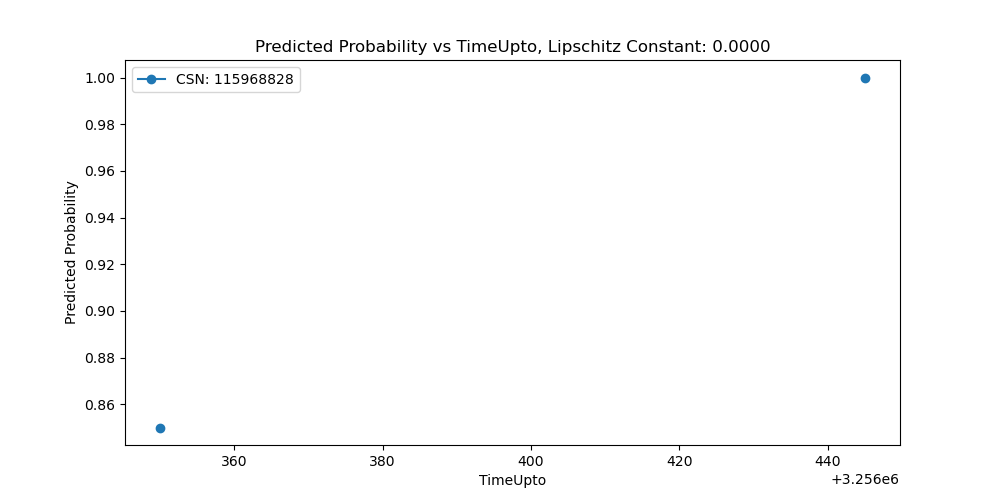 Predicted Probability vs TimeUpto, Lipschitz Constant: 0.0000
CSN: 115968828
1.00
0.98
0.96
0.94
0.92
0.90
0.88
0.86
Predicted Probability
360 380 400 420 440
TimeUpto
+3.256e6